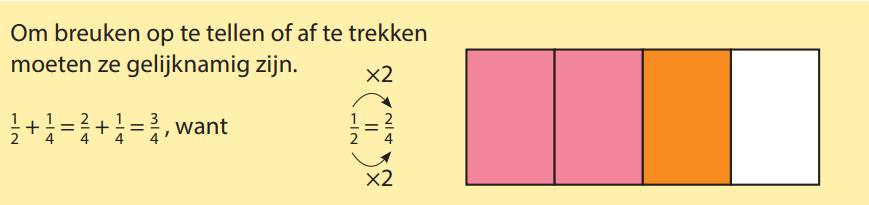 Om breuken op te tellen of af te trekken
moeten ze gelijknamig zijn.
×2
1/2 + 1/4 = 2/4 + 1/4 = 3/4 , want
1/2 = 2/4
×2